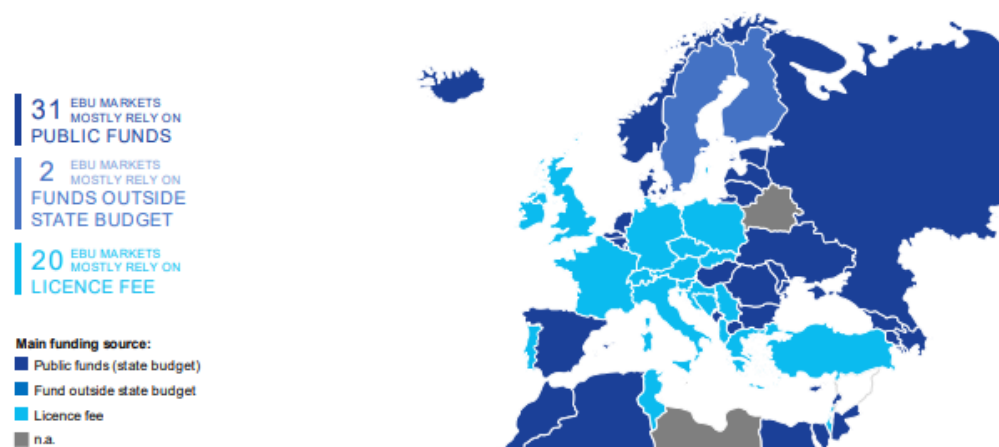 31 EBU MARKETS
MOSTLY RELY ON
PUBLIC FUNDS
2 EBU MARKETS
MOSTLY RELY ON
FUNDS OUTSIDE
STATE BUDGET
20 EBU MARKETS
MOSTLY RELY ON
LICENCE FEE
Main funding source:
Public funds (state budget)
Fund outside state budget
Licence fee
n.a.